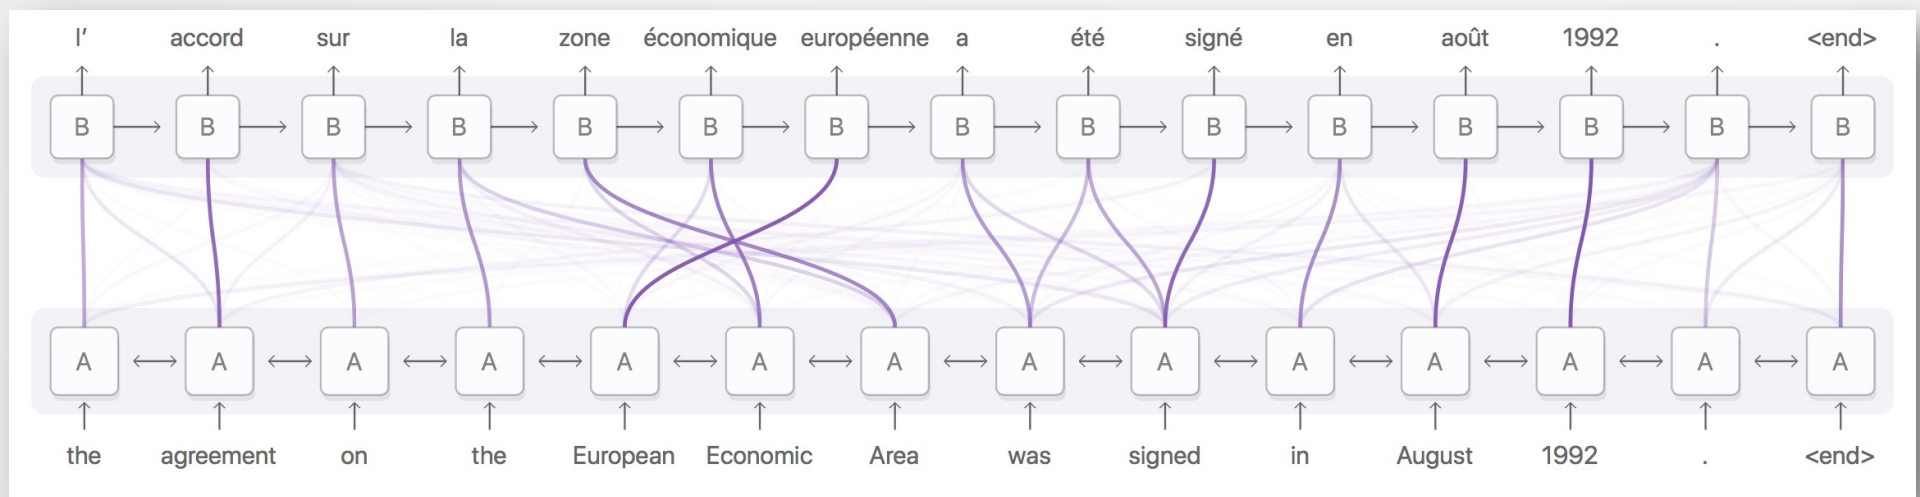 l’ accord sur la zone économique européenne a été signé en août 1992 . <end>
B B B B B B B B B B B B B B B
A A A A A A A A A A A A A A
the agreement on the European Economic Area was signed in August 1992 . <end>